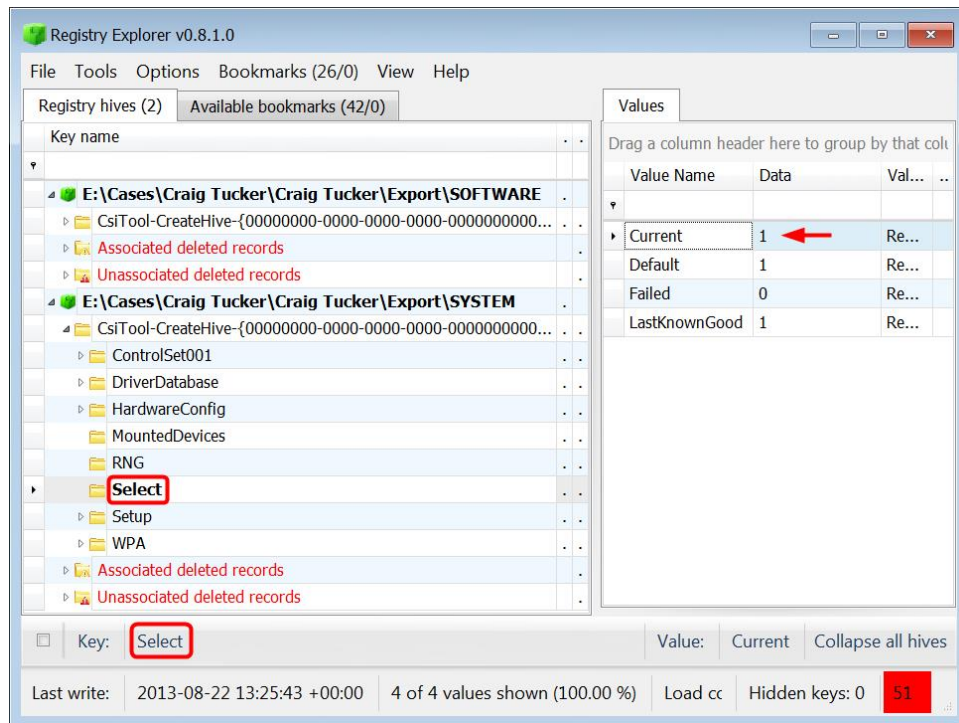 Registry Explorer v0.8.1.0
File Tools Options Bookmarks (26/0) View Help
Registry hives (2) Available bookmarks (42/0)
Key name . .
E:\Cases\Craig Tucker\Craig Tucker\Export\SOFTWARE .
CsiTool-CreateHive-{00000000-0000-0000-0000-0000000000... . .
Associated deleted records .
Unassociated deleted records .
E:\Cases\Craig Tucker\Craig Tucker\Export\SYSTEM .
CsiTool-CreateHive-{00000000-0000-0000-0000-0000000000... . .
ControlSet001 . .
DriverDatabase . .
HardwareConfig . .
MountedDevices . .
RNG . .
Select . .
Setup . .
WPA . .
Associated deleted records .
Unassociated deleted records .
Values
Drag a column header here to group by that colu
Value Name Data Val... ..
Current 1 Re...
Default 1 Re...
Failed 0 Re...
LastKnownGood 1 Re...
Key: Select Value: Current Collapse all hives
Last write: 2013-08-22 13:25:43 +00:00 4 of 4 values shown (100.00 %) Load cc Hidden keys: 0 51